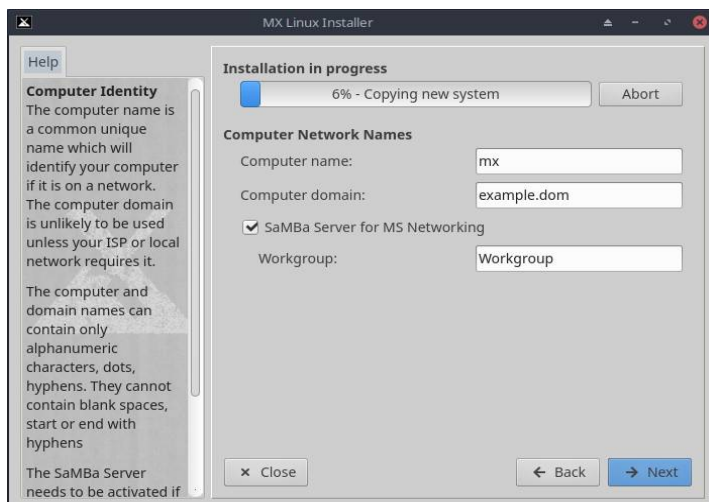 MX Linux Installer
Help
Computer Identity
The computer name is
a common unique
name which will
identify your computer
if it is on a network.
The computer domain
is unlikely to be used
unless your ISP or local
network requires it.
The computer and
domain names can
contain only
alphanumeric
characters, dots,
hyphens. They cannot
contain blank spaces,
start or end with
hyphens
The SaMBa Server
needs to be activated if
Installation in progress
6% - Copying new system
Abort
Computer Network Names
Computer name: mx
Computer domain: example.dom
SaMBa Server for MS Networking
Workgroup: Workgroup
Close
Back
Next